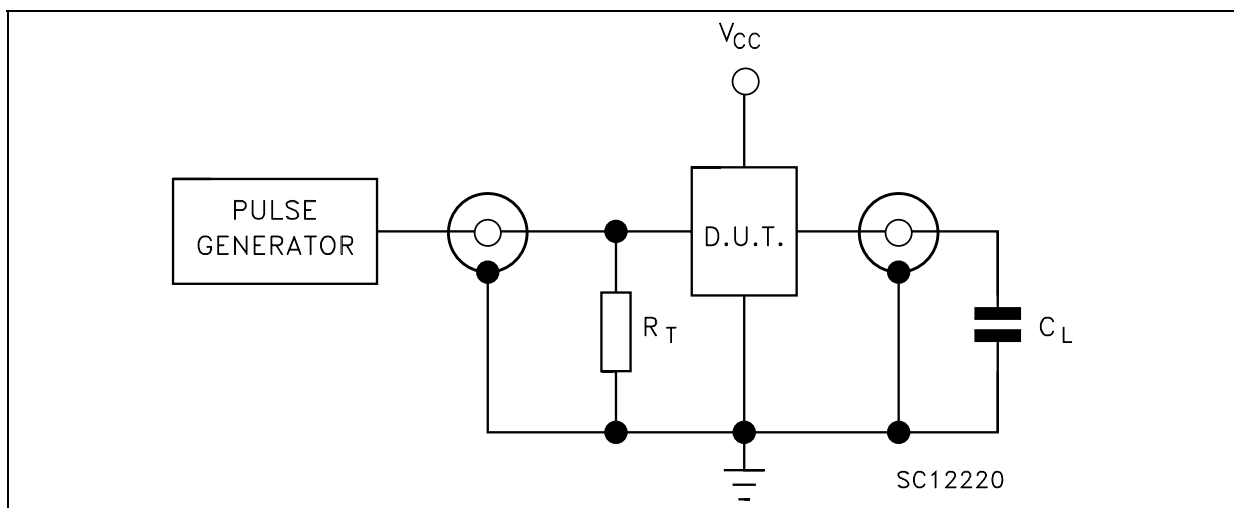 VCC
PULSE
GENERATOR
D.U.T.
RT
CL
SC12220